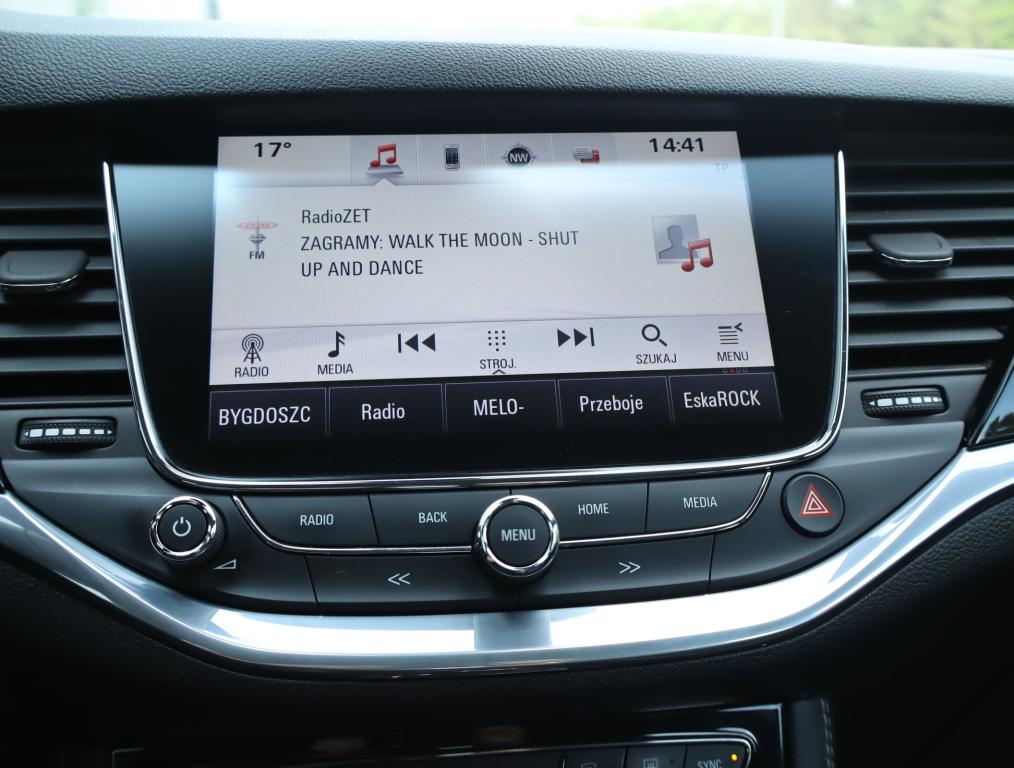 17°
NW
14:41
TP
RadioZET
ZAGRAMY: WALK THE MOON - SHUT
UP AND DANCE
FM
RADIO
MEDIA
STROJ.
SZUKAJ
MENU
BYGDOSZC
Radio
MELO-
Przeboje
EskaROCK
RADIO
BACK
MENU
HOME
MEDIA
<<
>>
SYNC